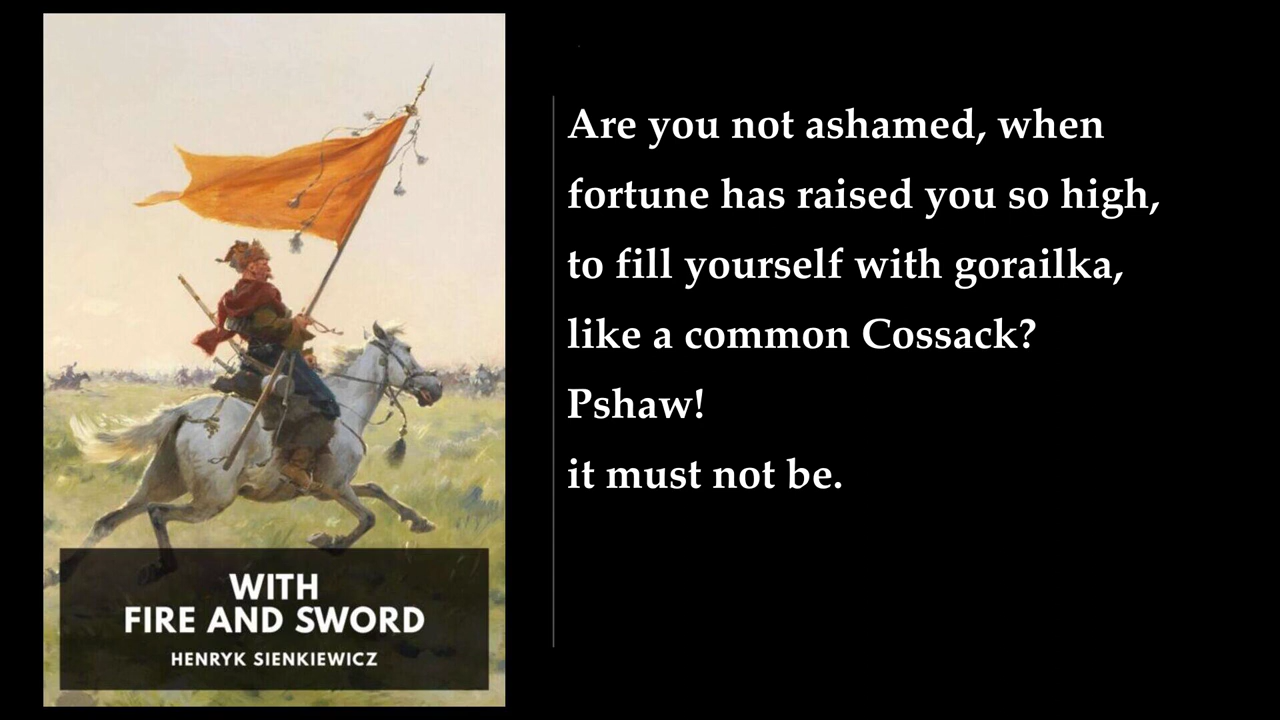 WITH
FIRE AND SWORD
HENRYK SIENKIEWICZ
Are you not ashamed, when
fortune has raised you so high,
to fill yourself with gorailka,
like a common Cossack?
Pshaw!
it must not be.